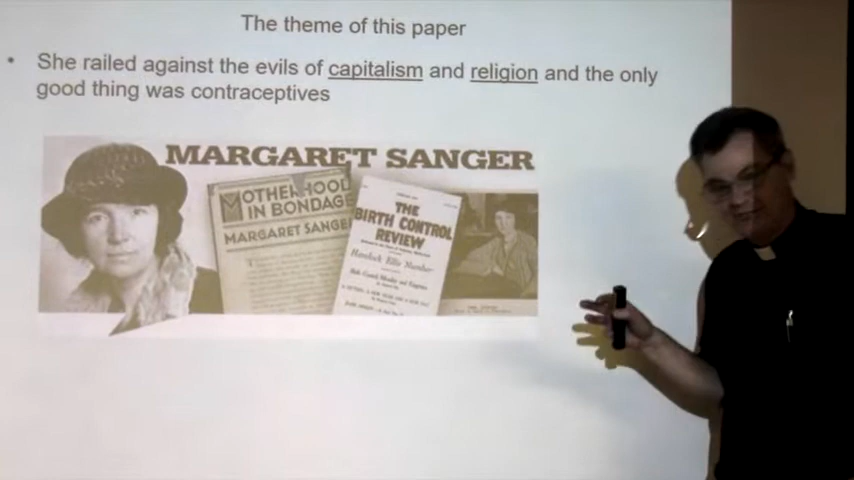 The theme of this paper
• She railed against the evils of capitalism and religion and the only
good thing was contraceptives
MARGARET SANGER
MOTHERHOOD
IN BONDAGE
MARGARET SANGER
THE
BIRTH CONTROL
REVIEW
Havelock Ellis Number